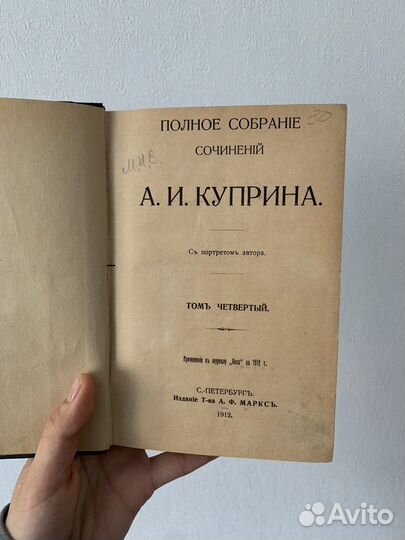 ПОЛНОЕ СОБРАНІЕ
30
СОЧИНЕНІЙ
М.И.С.
А. И. КУПРИНА.
Съ портретомъ автора.
ТОМЪ ЧЕТВЕРТЫЙ.
Приложеніе къ журналу „Нива" на 1912 г.
С.-ПЕТЕРБУРГЪ.
Изданіе Т-ва А. Ф. МАРКСЪ.
1912.
Avito